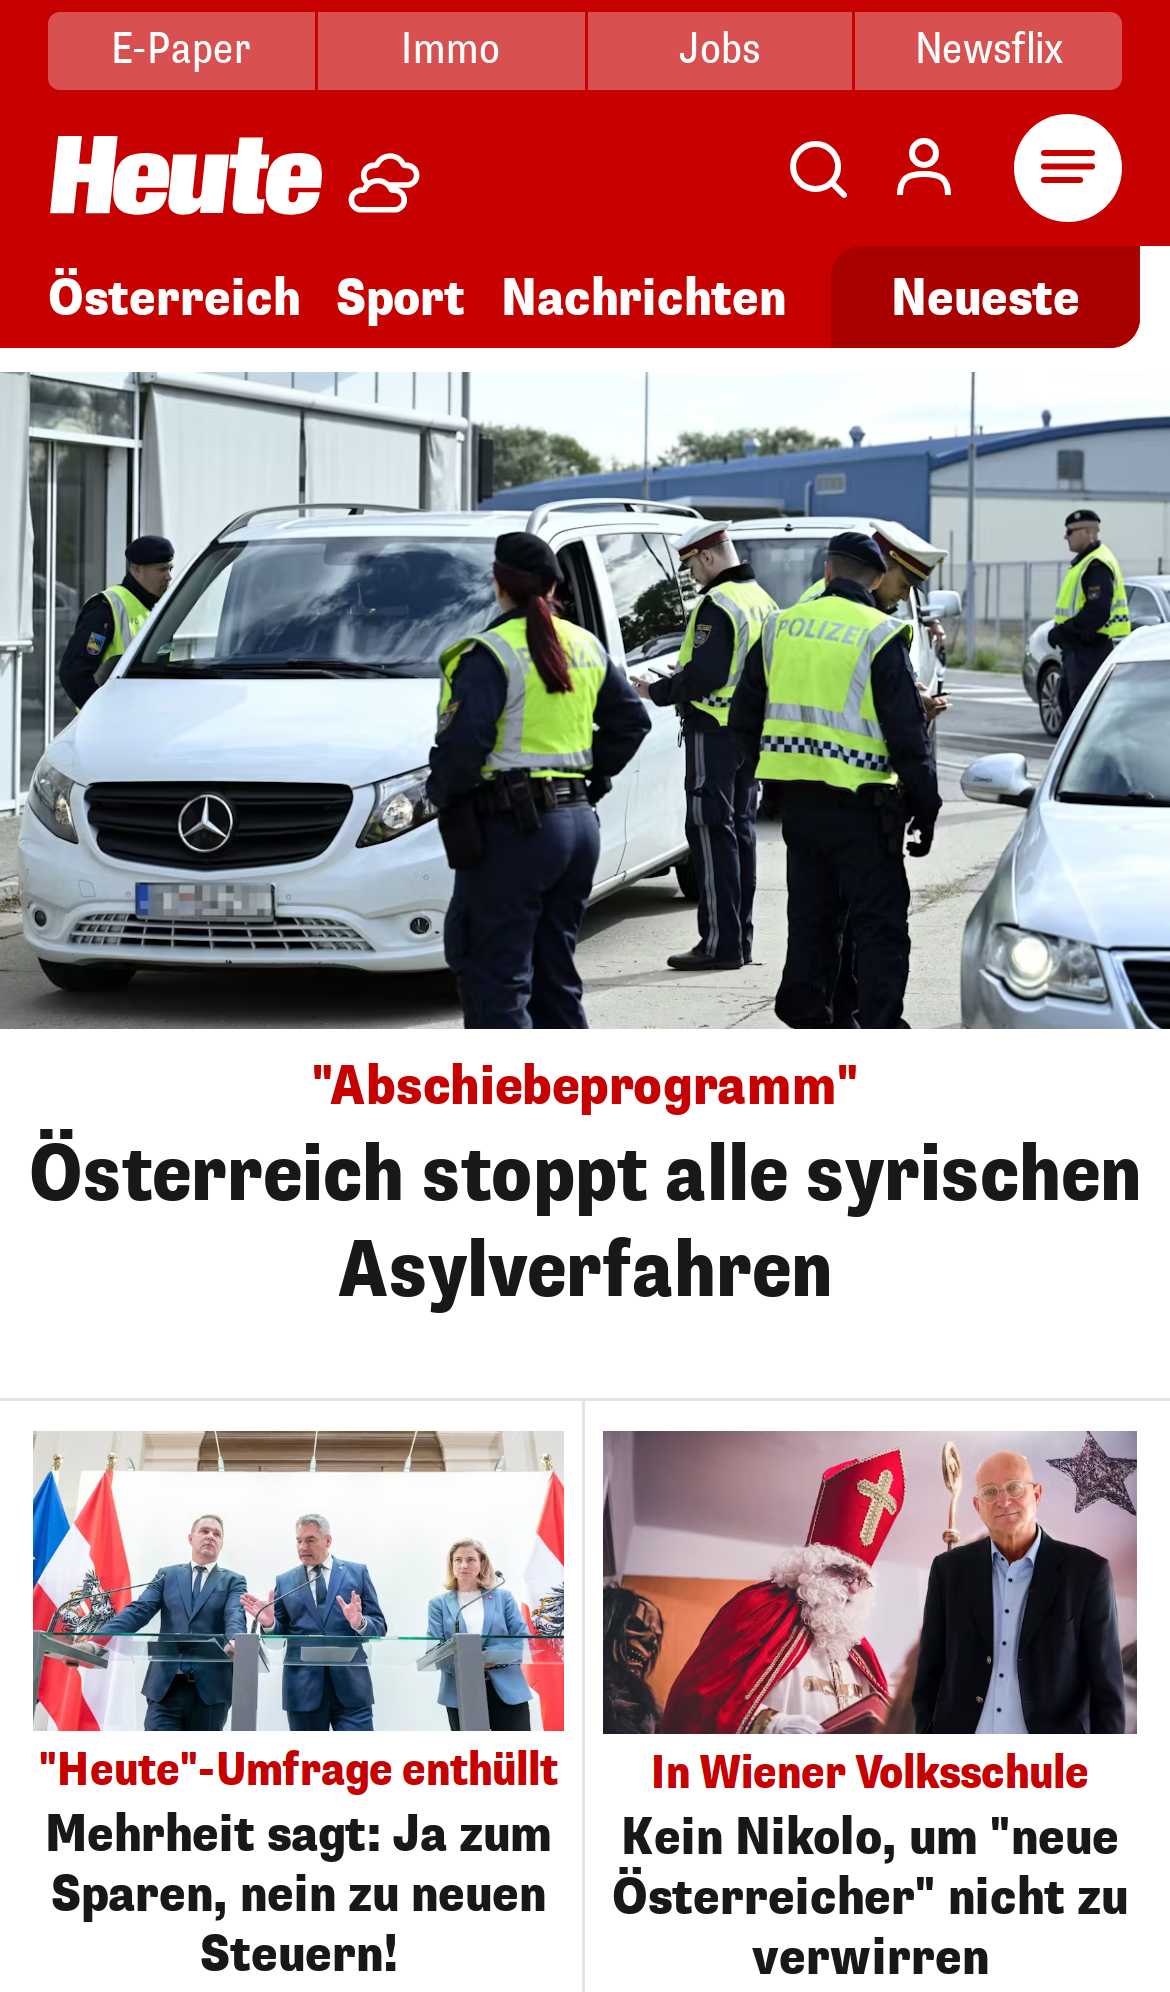 E-Paper
Immo
Jobs
Newsflix
Heute
Österreich
Sport
Nachrichten
Neueste
POLIZEI
"Abschiebeprogramm"
Österreich stoppt alle syrischen
Asylverfahren
"Heute"-Umfrage enthüllt
Mehrheit sagt: Ja zum
Sparen, nein zu neuen
Steuern!
In Wiener Volksschule
Kein Nikolo, um "neue
Österreicher" nicht zu
verwirren